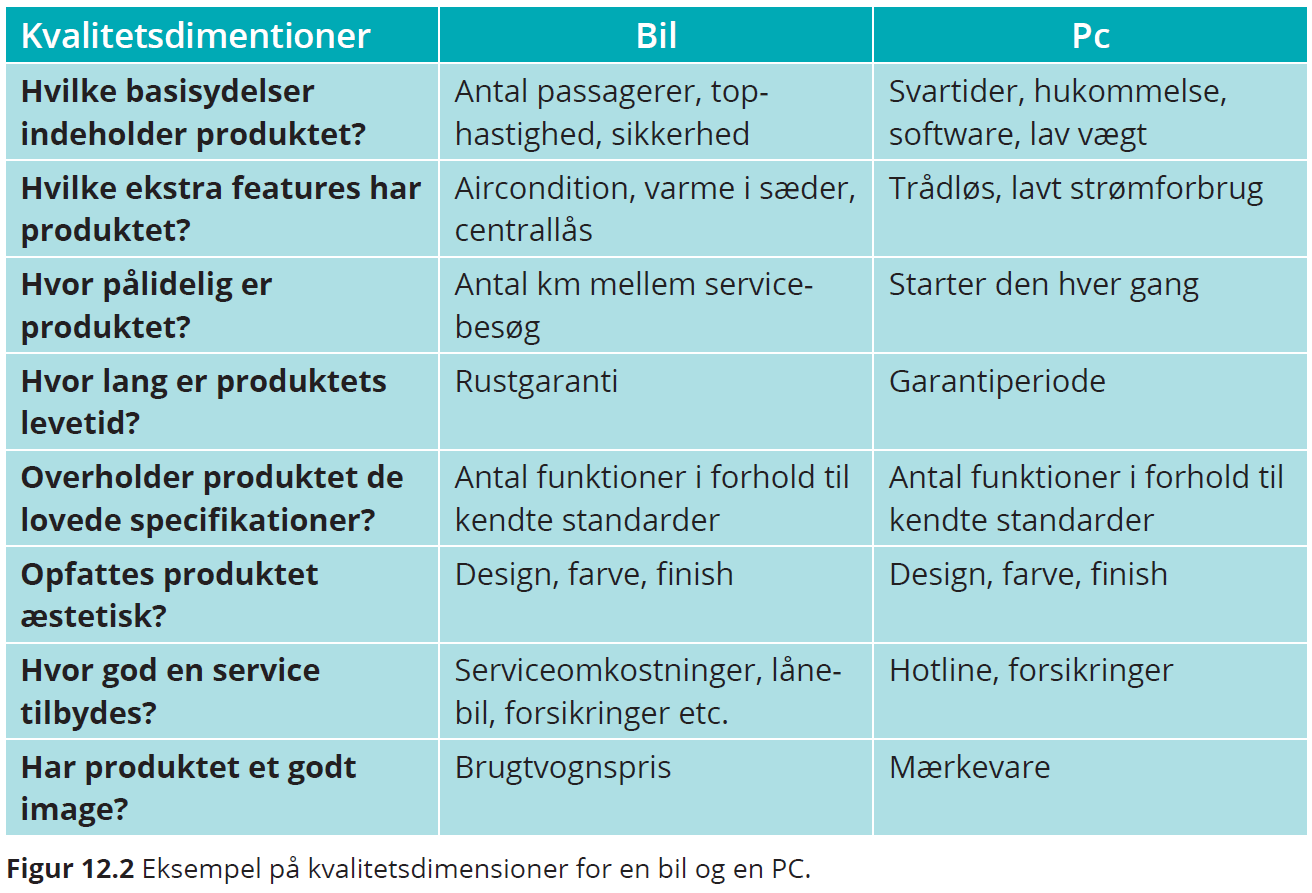 Kvalitetsdimentioner Bil Pc
Hvilke basisydelser Antal passagerer, top- Svartider, hukommelse,
indeholder produktet? hastighed, sikkerhed software, lav vægt
Hvilke ekstra features har Aircondition, varme i sæder, Trådløs, lavt strømforbrug
produktet? centrallås
Hvor pålidelig er Antal km mellem service- Starter den hver gang
produktet? besøg
Hvor lang er produktets Rustgaranti Garantiperiode
levetid?
Overholder produktet de Antal funktioner i forhold til Antal funktioner i forhold til
lovede specifikationer? kendte standarder kendte standarder
Opfattes produktet Design, farve, finish Design, farve, finish
æstetisk?
Hvor god en service Serviceomkostninger, låne- Hotline, forsikringer
tilbydes? bil, forsikringer etc.
Har produktet et godt Brugtvognspris Mærkevare
image?
Figur 12.2 Eksempel på kvalitetsdimensioner for en bil og en PC.